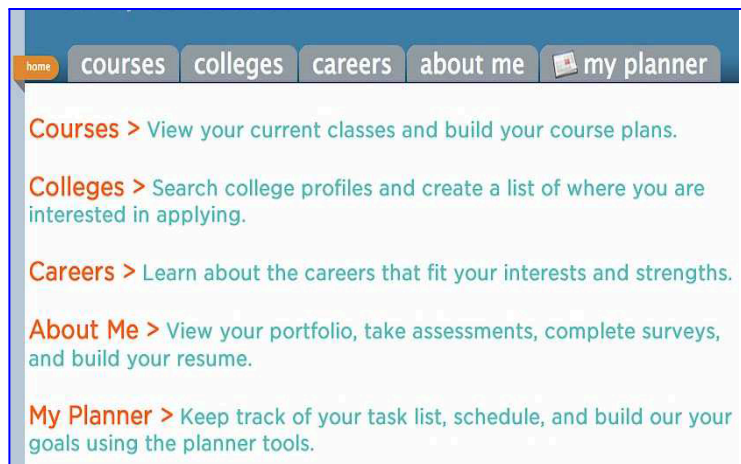 home courses colleges careers about me my planner
Courses > View your current classes and build your course plans.
Colleges > Search college profiles and create a list of where you are
interested in applying.
Careers > Learn about the careers that fit your interests and strengths.
About Me > View your portfolio, take assessments, complete surveys,
and build your resume.
My Planner > Keep track of your task list, schedule, and build our your
goals using the planner tools.